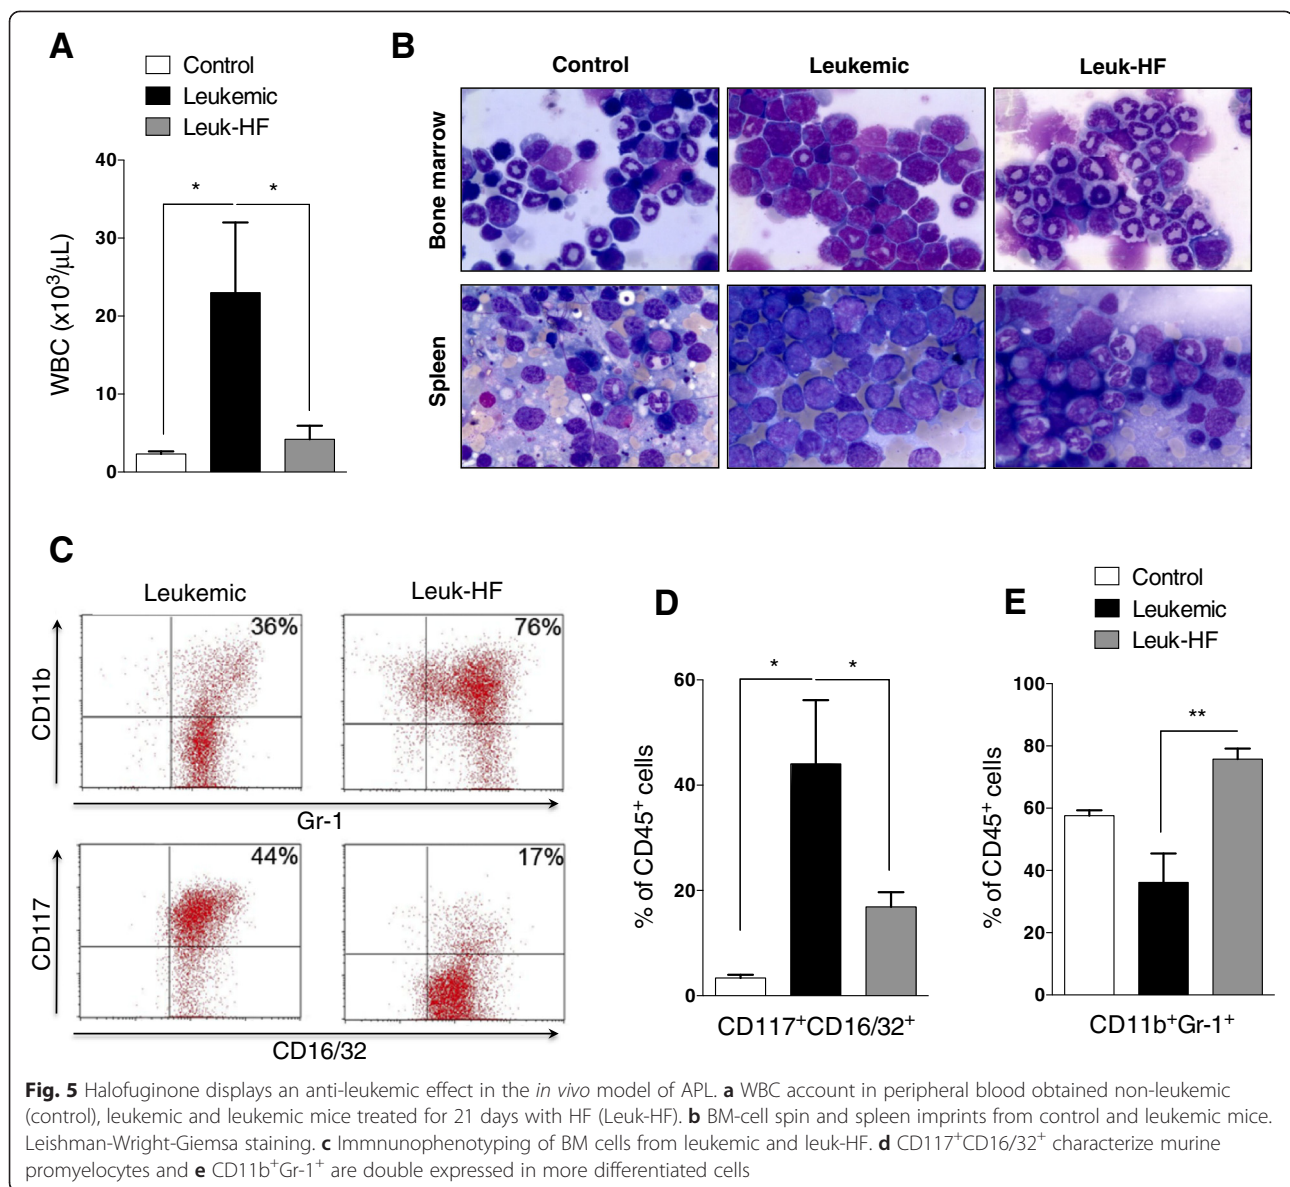 A
Control
Leukemic
Leuk-HF
WBC (x10³/µL)
40
30
20
10
0
*
*
B
Control
Leukemic
Leuk-HF
Bone marrow
Spleen
C
Leukemic
Leuk-HF
36%
76%
CD11b
Gr-1
44%
17%
CD117
CD16/32
D
% of CD45⁺ cells
60
40
20
0
*
*
CD117⁺CD16/32⁺
E
Control
Leukemic
Leuk-HF
% of CD45⁺ cells
100
80
60
40
20
0
**
CD11b⁺Gr-1⁺
Fig. 5 Halofuginone displays an anti-leukemic effect in the in vivo model of APL. a WBC account in peripheral blood obtained non-leukemic
(control), leukemic and leukemic mice treated for 21 days with HF (Leuk-HF). b BM-cell spin and spleen imprints from control and leukemic mice.
Leishman-Wright-Giemsa staining. c Immnunophenotyping of BM cells from leukemic and leuk-HF. d CD117⁺CD16/32⁺ characterize murine
promyelocytes and e CD11b⁺Gr-1⁺ are double expressed in more differentiated cells